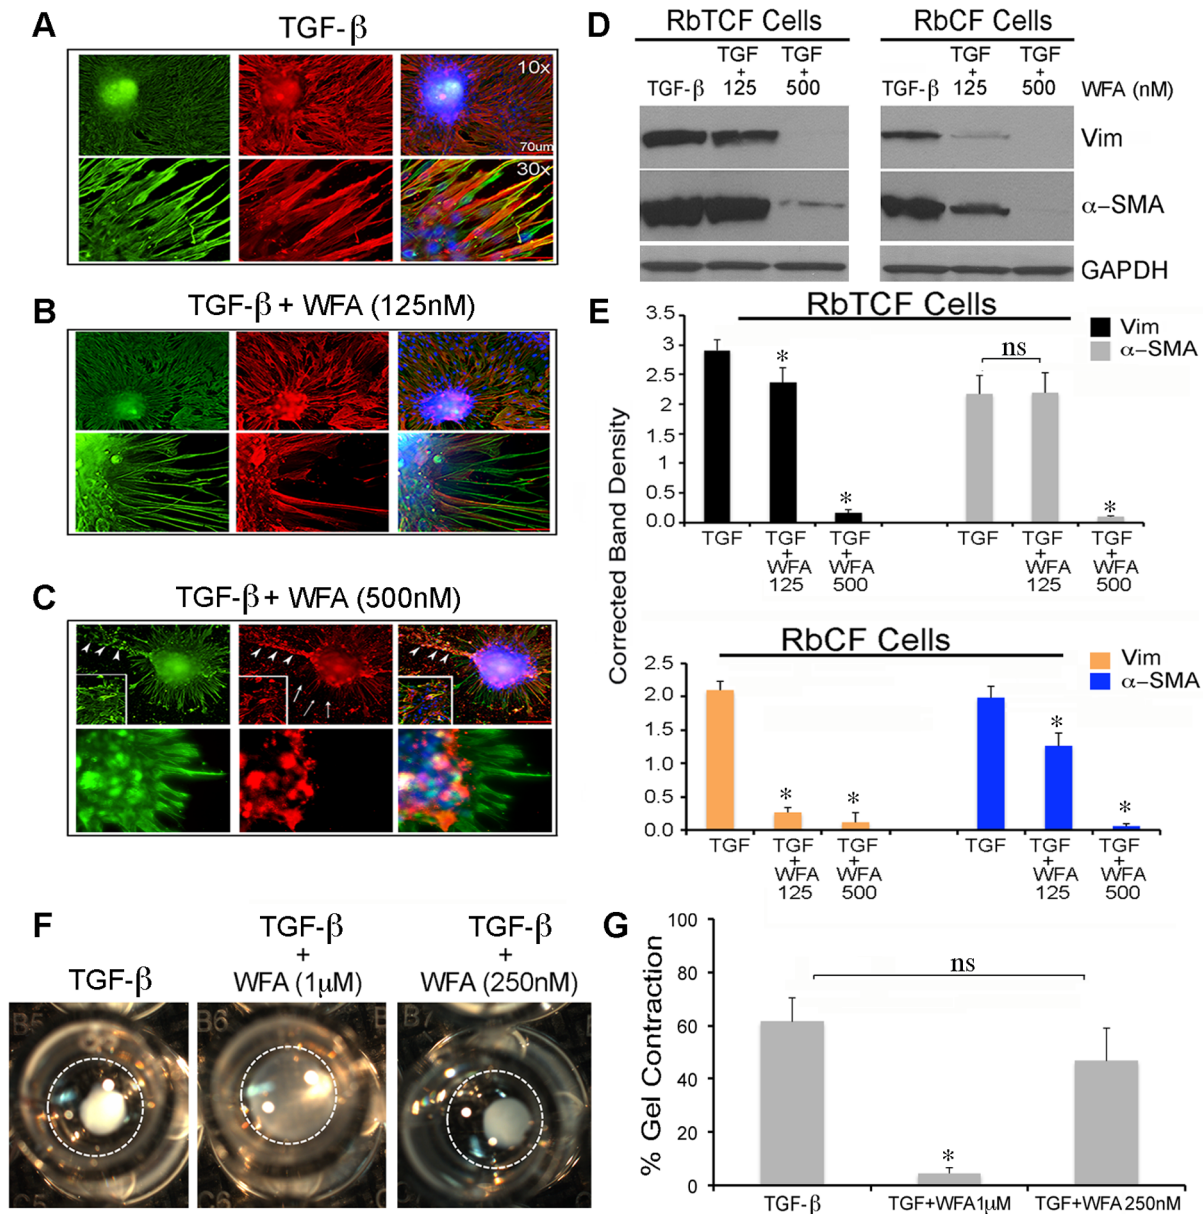 A
TGF-β
10x
70um
30x
B
TGF-β + WFA (125nM)
C
TGF-β + WFA (500nM)
D
RbTCF Cells
RbCF Cells
TGF-β
TGF
+
125
TGF
+
500
TGF-β
TGF
+
125
TGF
+
500
WFA (nM)
Vim
α-SMA
GAPDH
E
RbTCF Cells
Vim
α-SMA
Corrected Band Density
3.5
3
2.5
2
1.5
1
0.5
0.0
*
*
ns
*
TGF
TGF
+
WFA
125
TGF
+
WFA
500
TGF
TGF
+
WFA
125
TGF
+
WFA
500
RbCF Cells
Vim
α-SMA
2.5
2.0
1.5
1.0
0.5
0.0
*
*
*
*
TGF
TGF
+
WFA
125
TGF
+
WFA
500
TGF
TGF
+
WFA
125
TGF
+
WFA
500
F
TGF-β
TGF-β
+
WFA (1μM)
TGF-β
+
WFA (250nM)
B5
B6
B7
C6
G
% Gel Contraction
100
80
60
40
20
0
ns
*
TGF-β
TGF+WFA1μM
TGF+WFA250nM